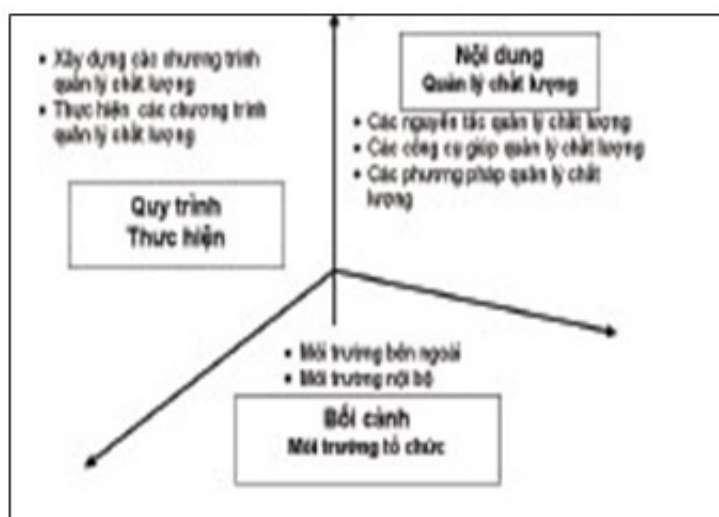 • Xây dựng các chương trình
quản lý chất lượng
• Thực hiện các chương trình
quản lý chất lượng
Quy trình
Thưc hiện
Nội dung
Quản lý chất lượng
• Các nguyên tắc quản lý chất lượng
• Các công cụ giúp quản lý chất lượng
• Các phương pháp quản lý chất
lượng
• Môi trường bên ngoài
• Môi trường nội bộ
Bối cảnh
Môi trường tổ chức